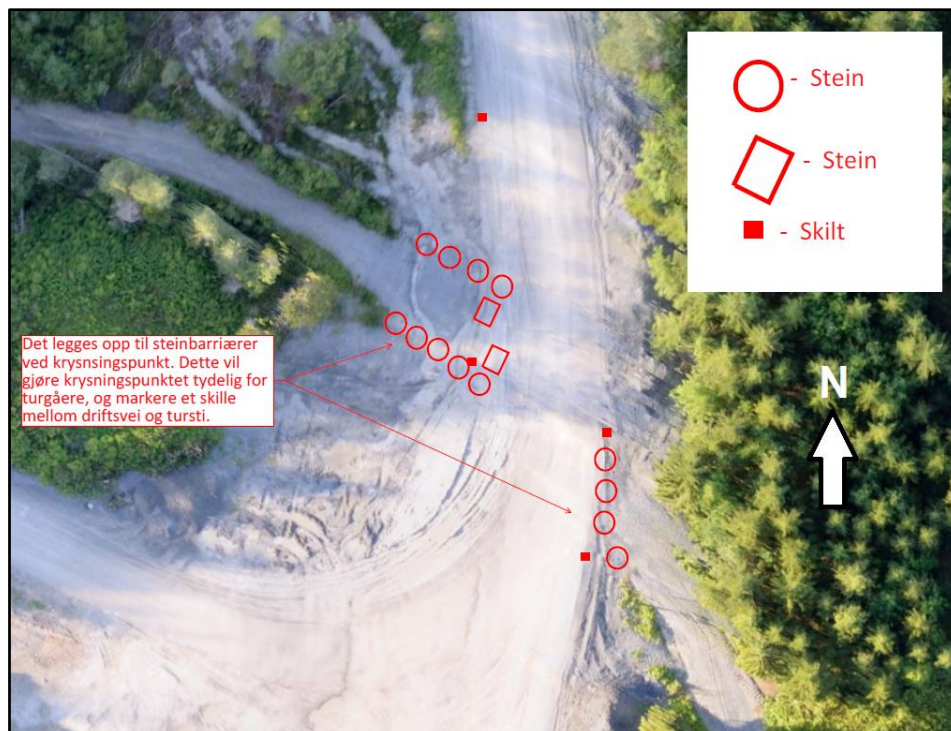 - Stein
- Stein
- Skilt
Det legges opp til steinbarriærer
ved krysnsingspunkt. Dette vil
gjøre krysningspunktet tydelig for
turgåere, og markere et skille
mellom driftsvei og tursti.
N